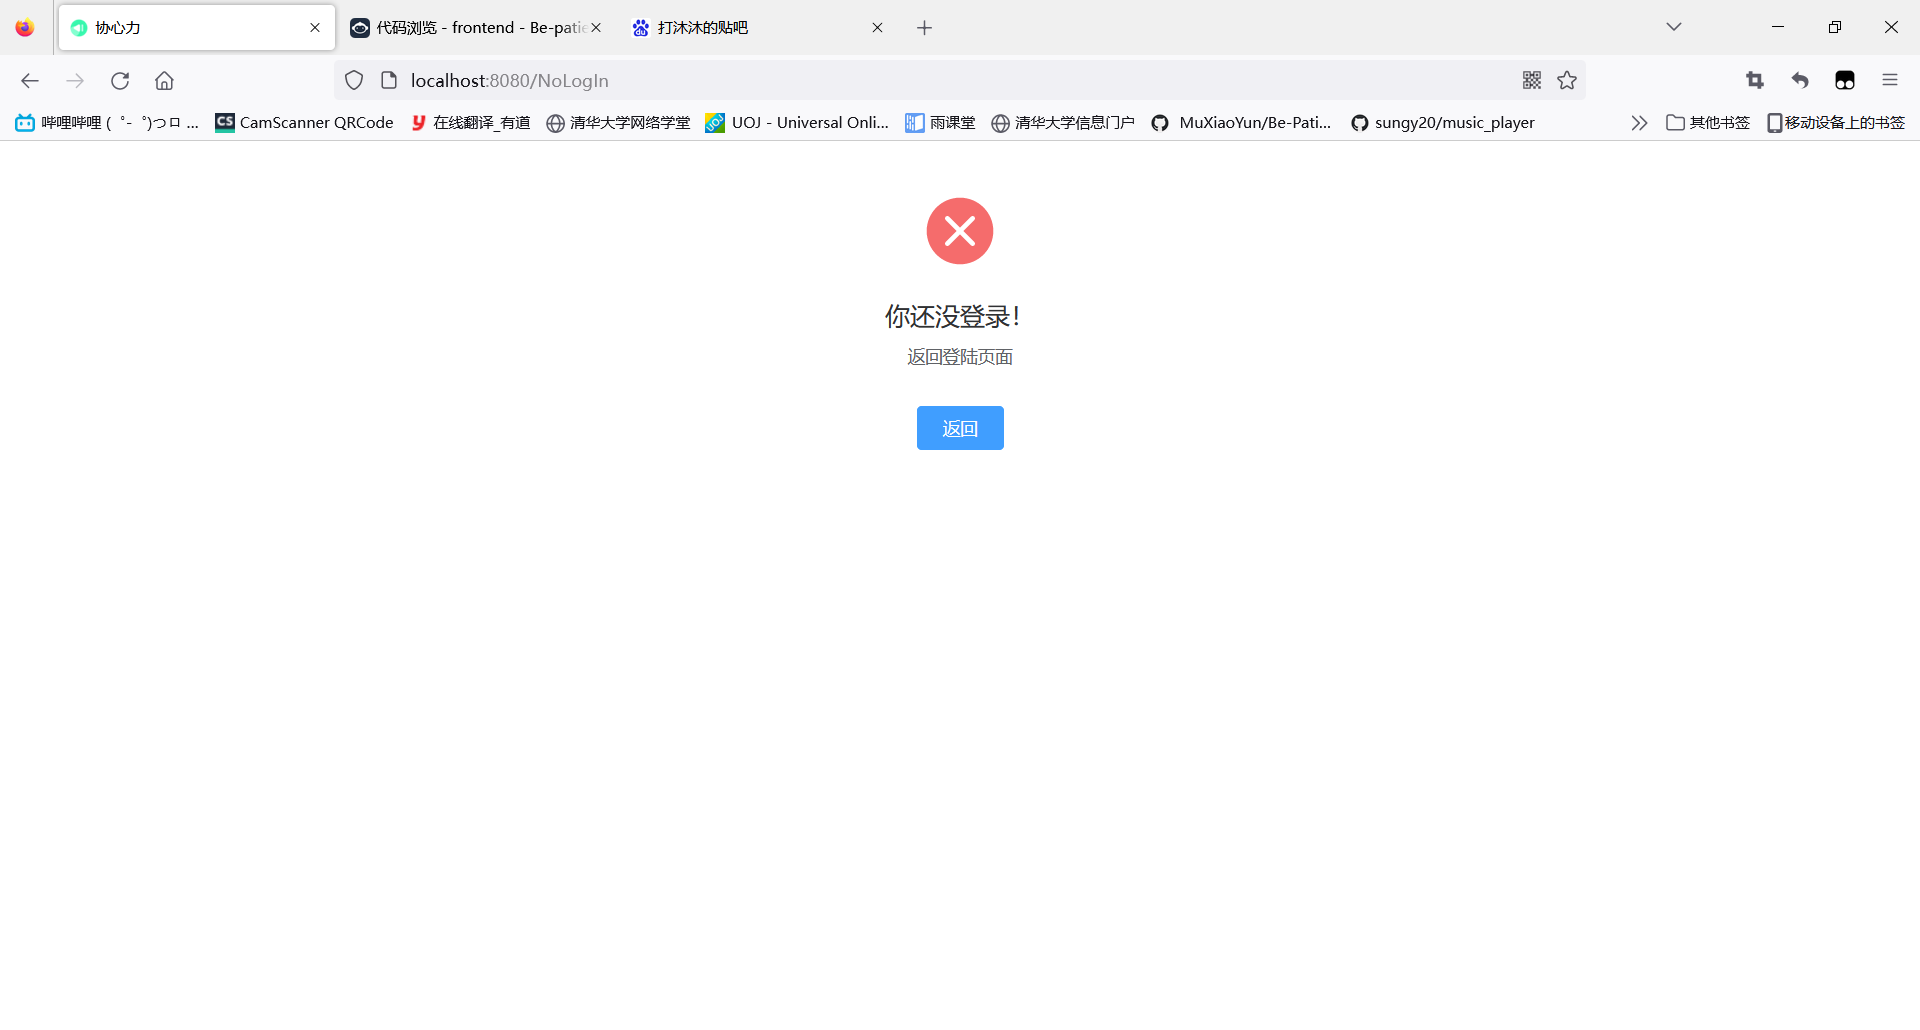 协心力
代码浏览 - frontend - Be-patie
打沐沐的贴吧
localhost:8080/NoLogIn
哔哩哔哩 ( ゜- ゜)つロ ...
CS CamScanner QRCode
y 在线翻译_有道
清华大学网络学堂
UOJ UOJ - Universal Onli...
雨课堂
清华大学信息门户
MuXiaoYun/Be-Pati...
sungy20/music_player
其他书签
移动设备上的书签
你还没登录！
返回登陆页面
返回